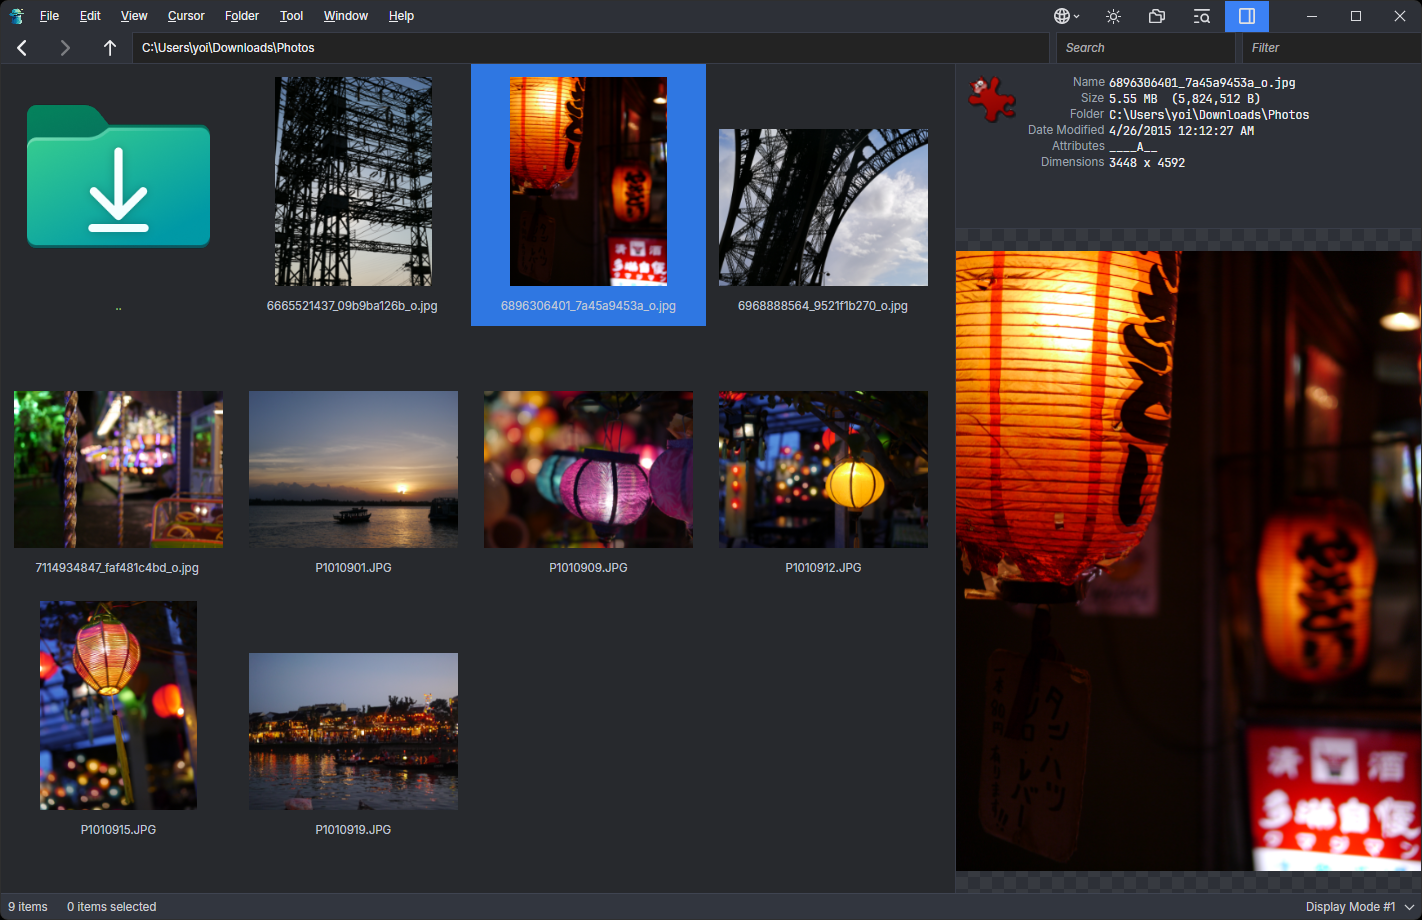 File Edit View Cursor Folder Tool Window Help
C:\Users\yoi\Downloads\Photos
Search
Filter
..
6665521437_09b9ba126b_o.jpg
6896306401_7a45a9453a_o.jpg
6968888564_9521f1b270_o.jpg
7114934847_faf481c4bd_o.jpg
P1010901.JPG
P1010909.JPG
P1010912.JPG
P1010915.JPG
P1010919.JPG
Name 6896306401_7a45a9453a_o.jpg
Size 5.55 MB (5,824,512 B)
Folder C:\Users\yoi\Downloads\Photos
Date Modified 4/26/2015 12:12:27 AM
Attributes ____A__
Dimensions 3448 x 4592
酒
自便
9 items 0 items selected
Display Mode #1